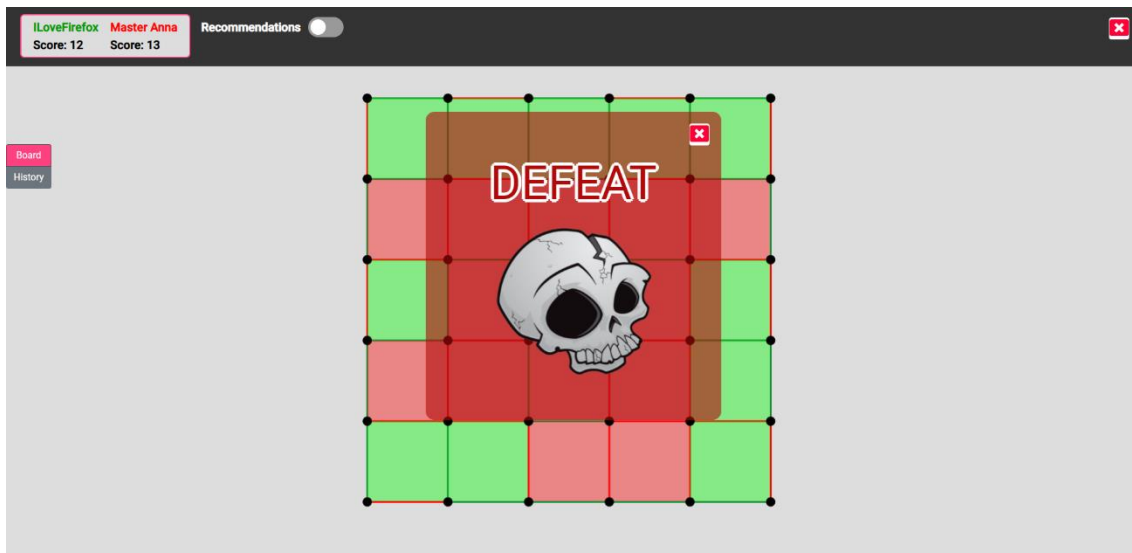 ILoveFirefox Master Anna Recommendations
Score: 12 Score: 13
Board
History
DEFEAT